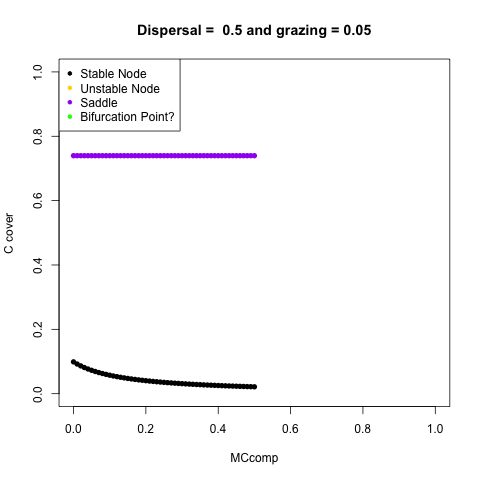 Dispersal =  0.5 and grazing = 0.05
Stable Node
Unstable Node
Saddle
Bifurcation Point?
C cover
1.0
0.8
0.6
0.4
0.2
0.0
0.0 0.2 0.4 0.6 0.8 1.0
MCcomp